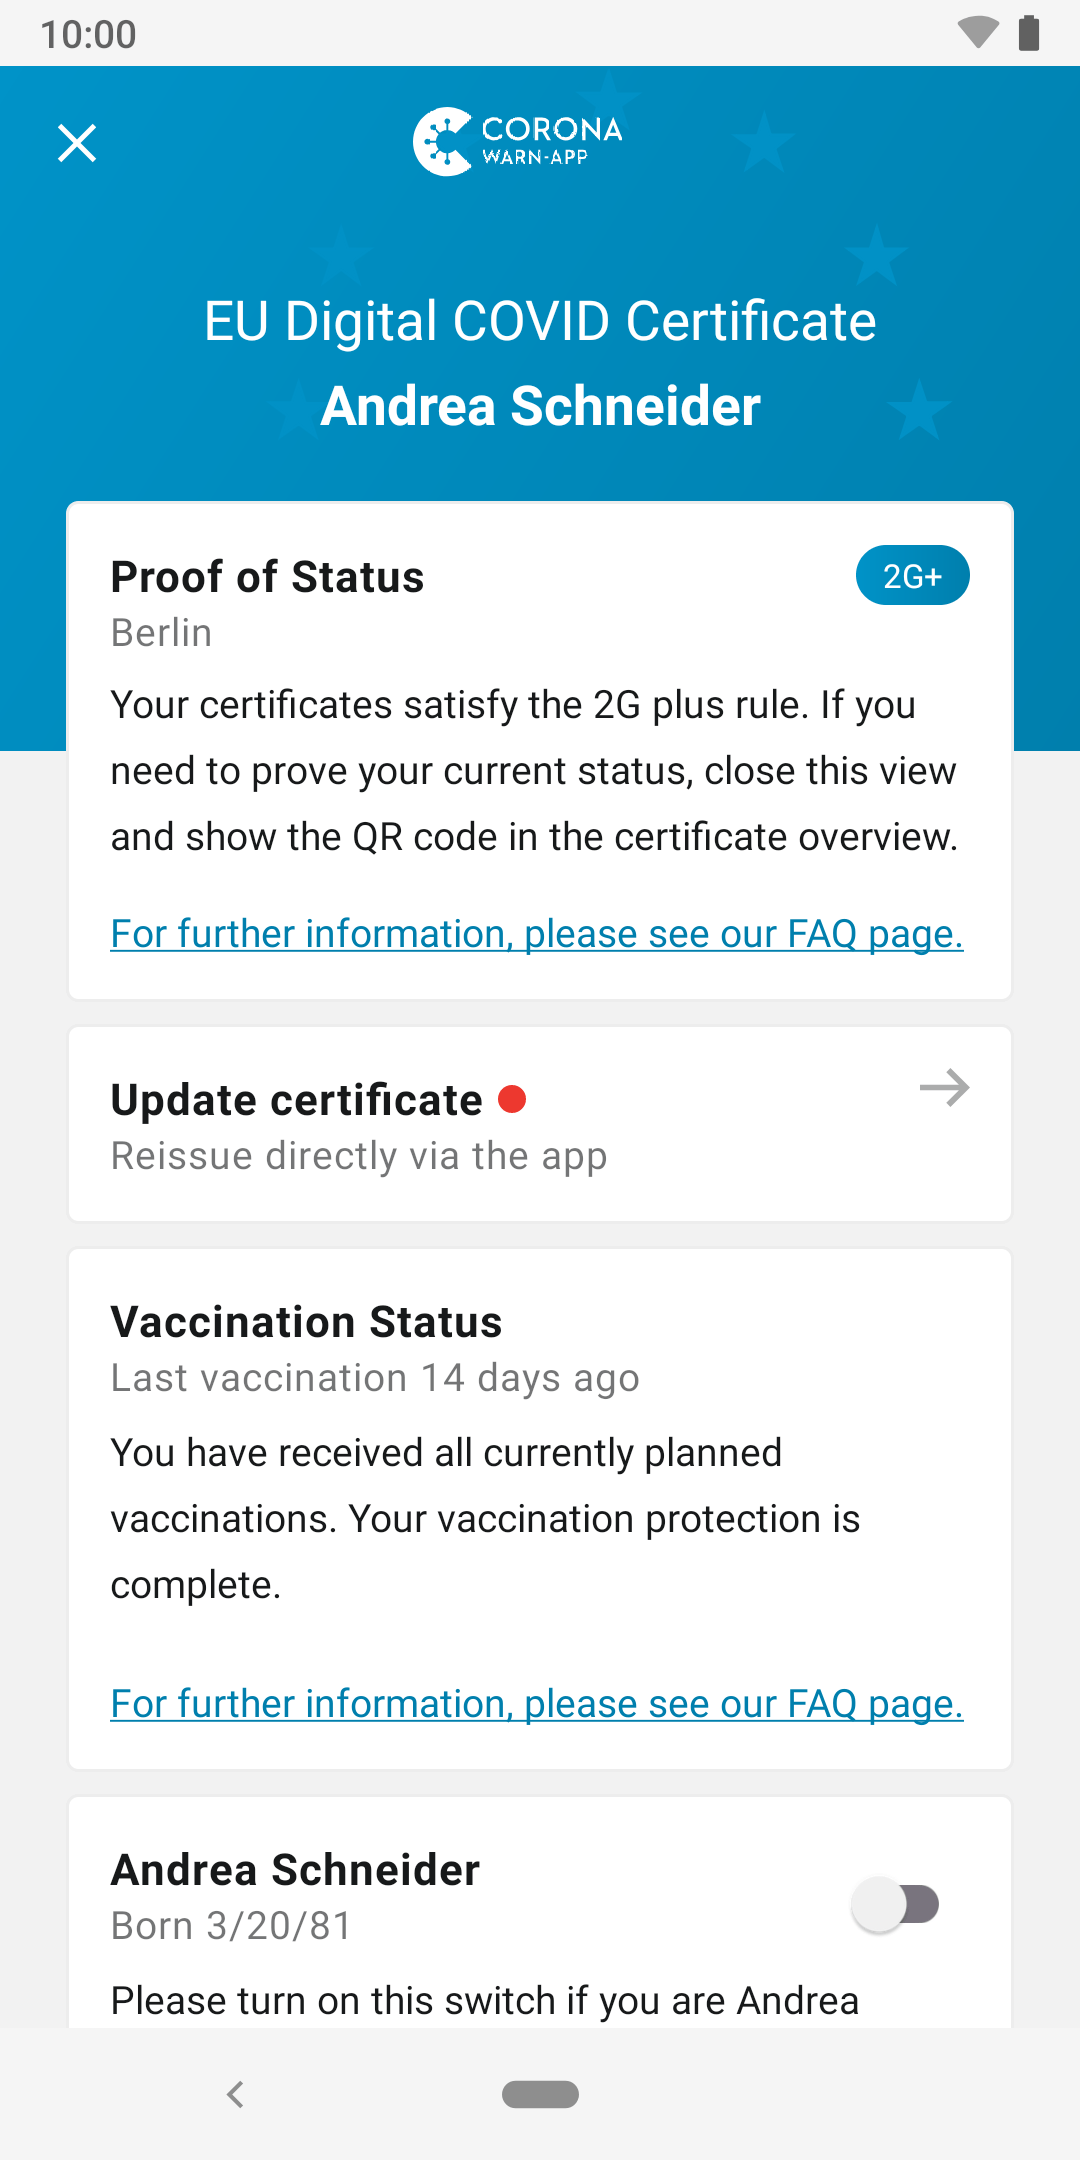 10:00
CORONA
WARN-APP
EU Digital COVID Certificate
Andrea Schneider
Proof of Status
2G+
Berlin
Your certificates satisfy the 2G plus rule. If you
need to prove your current status, close this view
and show the QR code in the certificate overview.
For further information, please see our FAQ page.
Update certificate
Reissue directly via the app
Vaccination Status
Last vaccination 14 days ago
You have received all currently planned
vaccinations. Your vaccination protection is
complete.
For further information, please see our FAQ page.
Andrea Schneider
Born 3/20/81
Please turn on this switch if you are Andrea